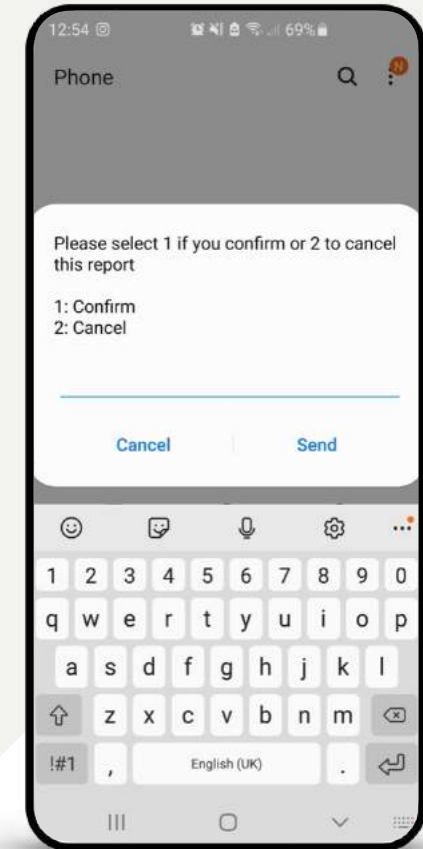 12:54 69%
Phone
N
Please select 1 if you confirm or 2 to cancel
this report
1: Confirm
2: Cancel
Cancel Send
1 2 3 4 5 6 7 8 9 0
q w e r t y u i o p
a s d f g h j k l
z x c v b n m
!#1 , English (UK) .